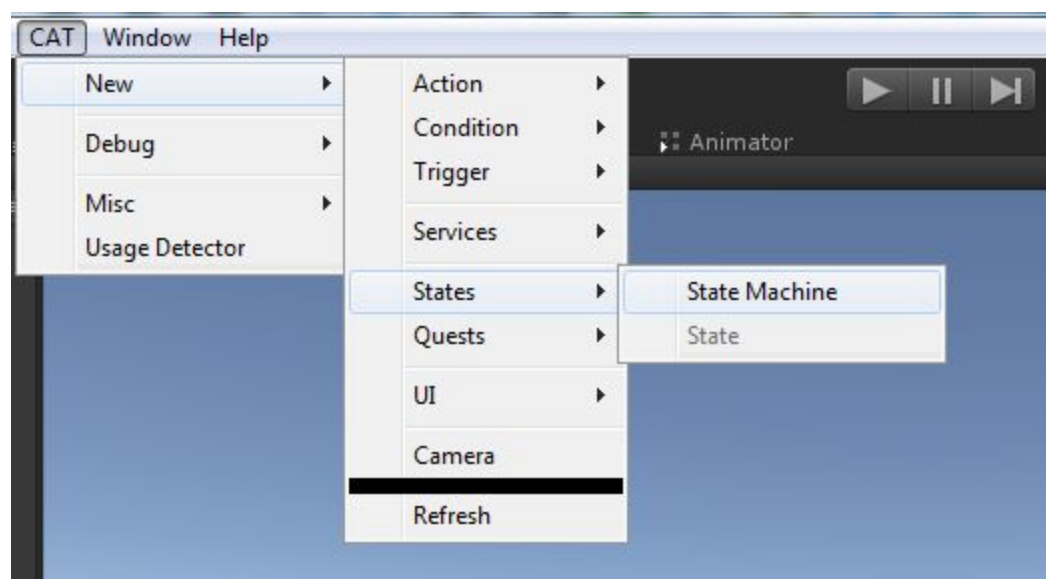 CAT Window Help
New
Debug
Misc
Usage Detector
Action
Condition
Trigger
Services
States
Quests
UI
Camera
Refresh
State Machine
State
Animator